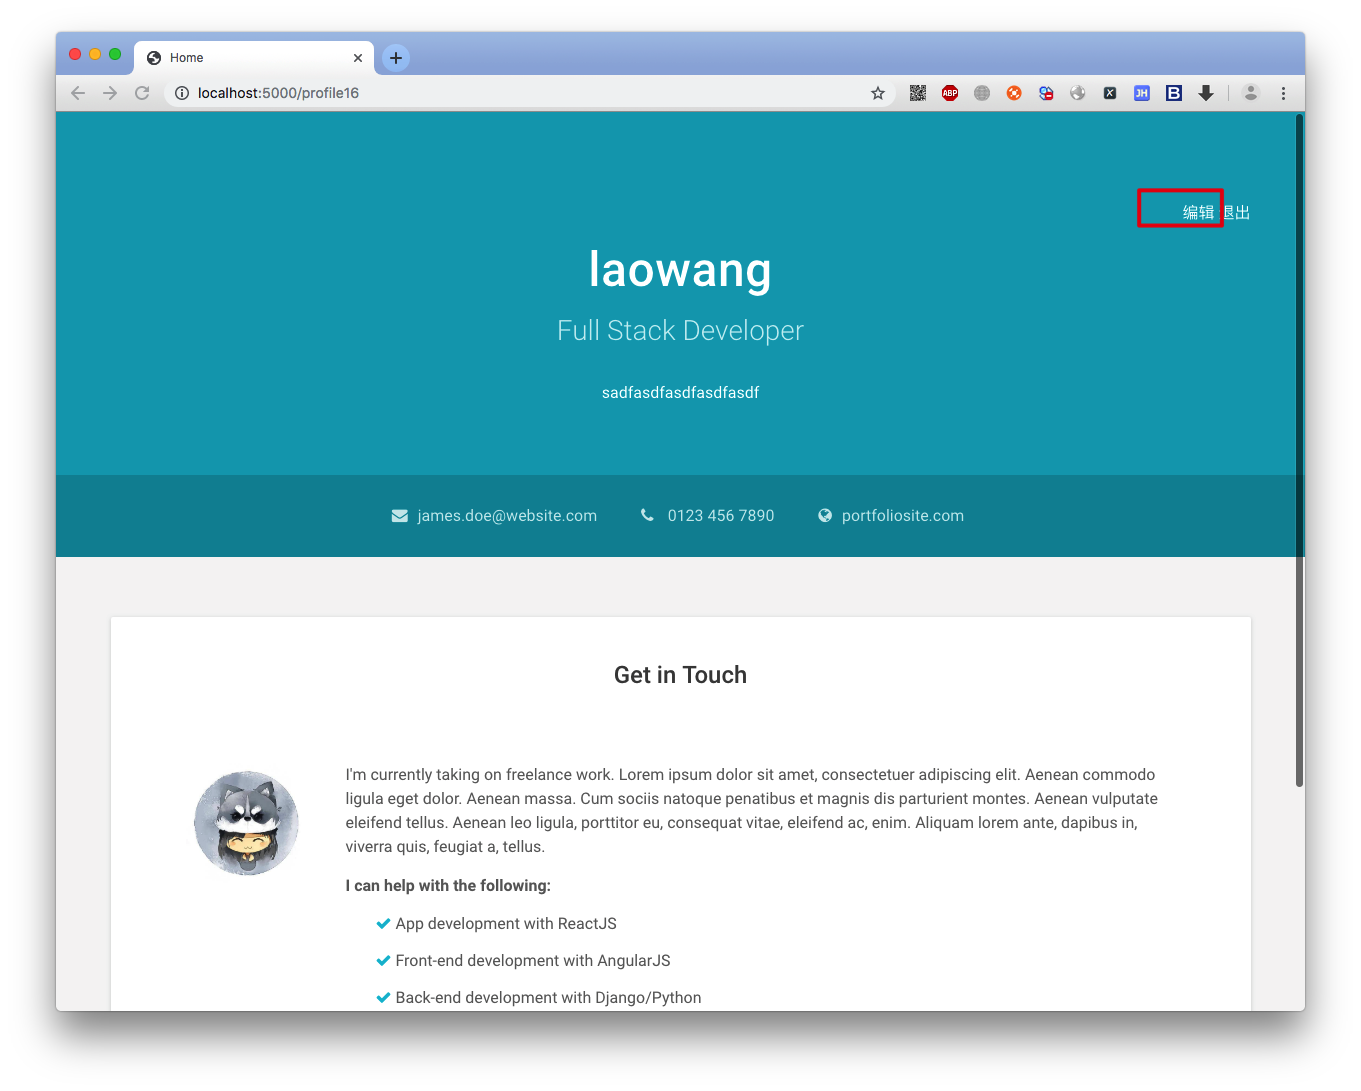 Home
localhost:5000/profile16
ABP
X
JH
B
编辑 退出
laowang
Full Stack Developer
sadfasdfasdfasdfasdf
james.doe@website.com 0123 456 7890 portfoliosite.com
Get in Touch
I'm currently taking on freelance work. Lorem ipsum dolor sit amet, consectetuer adipiscing elit. Aenean commodo
ligula eget dolor. Aenean massa. Cum sociis natoque penatibus et magnis dis parturient montes. Aenean vulputate
eleifend tellus. Aenean leo ligula, porttitor eu, consequat vitae, eleifend ac, enim. Aliquam lorem ante, dapibus in,
viverra quis, feugiat a, tellus.
I can help with the following:
App development with ReactJS
Front-end development with AngularJS
Back-end development with Django/Python